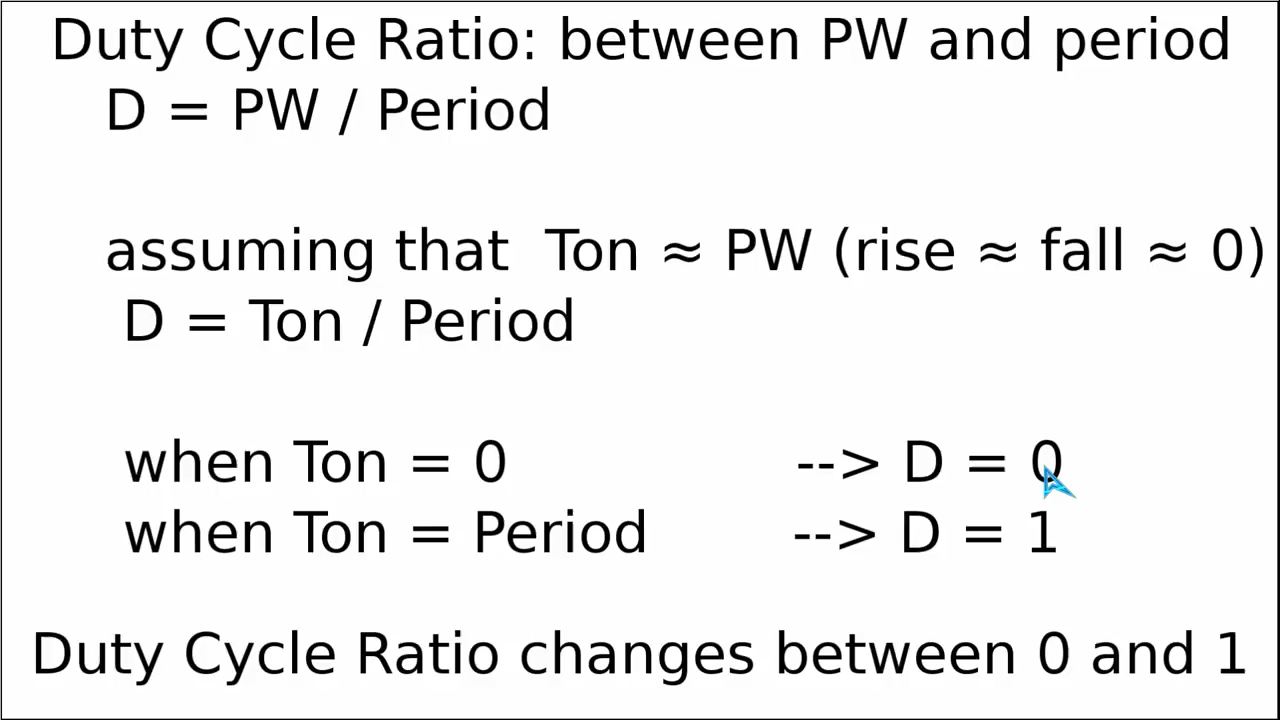 Duty Cycle Ratio: between PW and period
D = PW / Period
assuming that Ton ≈ PW (rise ≈ fall ≈ 0)
D = Ton / Period
when Ton = 0 --> D = 0
when Ton = Period --> D = 1
Duty Cycle Ratio changes between 0 and 1